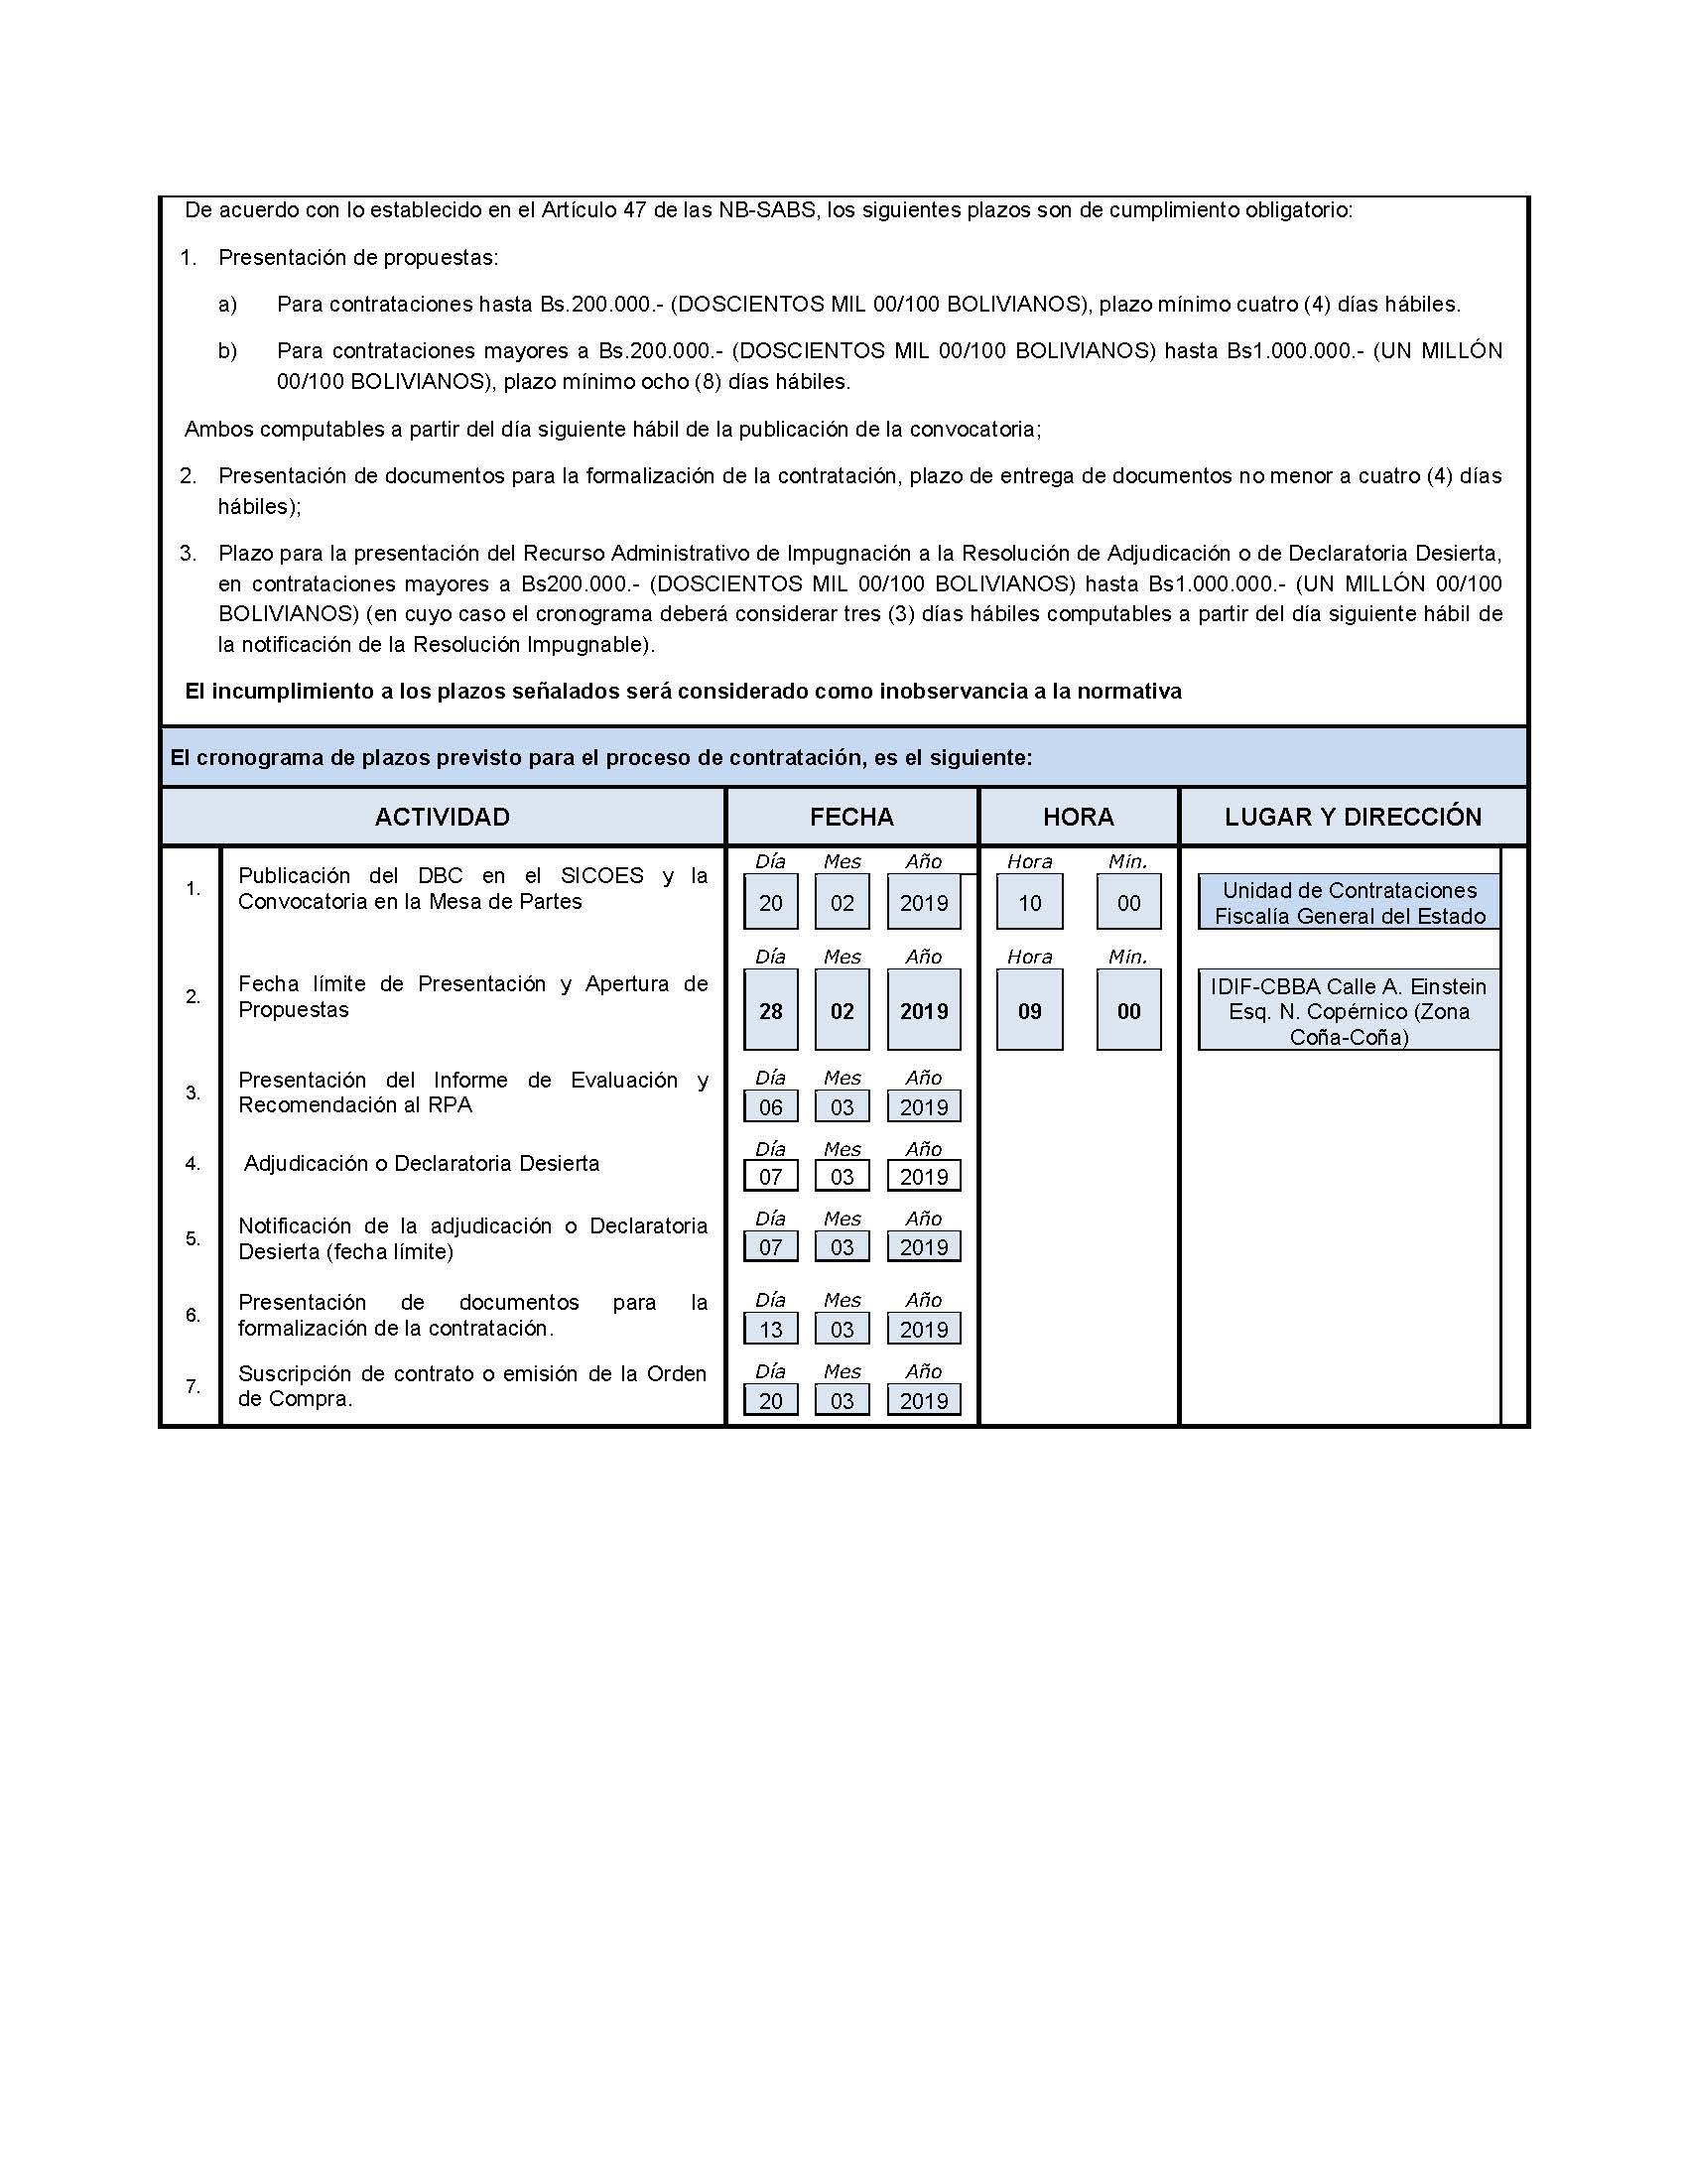 De acuerdo con lo establecido en el Artículo 47 de las NB-SABS, los siguientes plazos son de cumplimiento obligatorio:
1. Presentación de propuestas:
a) Para contrataciones hasta Bs.200.000.- (DOSCIENTOS MIL 00/100 BOLIVIANOS), plazo mínimo cuatro (4) días hábiles.
b) Para contrataciones mayores a Bs.200.000.- (DOSCIENTOS MIL 00/100 BOLIVIANOS) hasta Bs1.000.000.- (UN MILLÓN
00/100 BOLIVIANOS), plazo mínimo ocho (8) días hábiles.
Ambos computables a partir del día siguiente hábil de la publicación de la convocatoria;
2. Presentación de documentos para la formalización de la contratación, plazo de entrega de documentos no menor a cuatro (4) días
hábiles);
3. Plazo para la presentación del Recurso Administrativo de Impugnación a la Resolución de Adjudicación o de Declaratoria Desierta,
en contrataciones mayores a Bs200.000.- (DOSCIENTOS MIL 00/100 BOLIVIANOS) hasta Bs1.000.000.- (UN MILLÓN 00/100
BOLIVIANOS) (en cuyo caso el cronograma deberá considerar tres (3) días hábiles computables a partir del día siguiente hábil de
la notificación de la Resolución Impugnable).
El incumplimiento a los plazos señalados será considerado como inobservancia a la normativa
El cronograma de plazos previsto para el proceso de contratación, es el siguiente:
ACTIVIDAD FECHA HORA LUGAR Y DIRECCIÓN
Día Mes Año Hora Min.
1. Publicación del DBC en el SICOES y la
Convocatoria en la Mesa de Partes
20 02 2019 10 00
Unidad de Contrataciones
Fiscalía General del Estado
Día Mes Año Hora Min.
2. Fecha límite de Presentación y Apertura de
Propuestas
28 02 2019 09 00
IDIF-CBBA Calle A. Einstein
Esq. N. Copérnico (Zona
Coña-Coña)
Día Mes Año
3. Presentación del Informe de Evaluación y
Recomendación al RPA
06 03 2019
Día Mes Año
4. Adjudicación o Declaratoria Desierta
07 03 2019
Día Mes Año
5. Notificación de la adjudicación o Declaratoria
Desierta (fecha límite)
07 03 2019
Día Mes Año
6. Presentación de documentos para la
formalización de la contratación.
13 03 2019
Día Mes Año
7. Suscripción de contrato o emisión de la Orden
de Compra.
20 03 2019